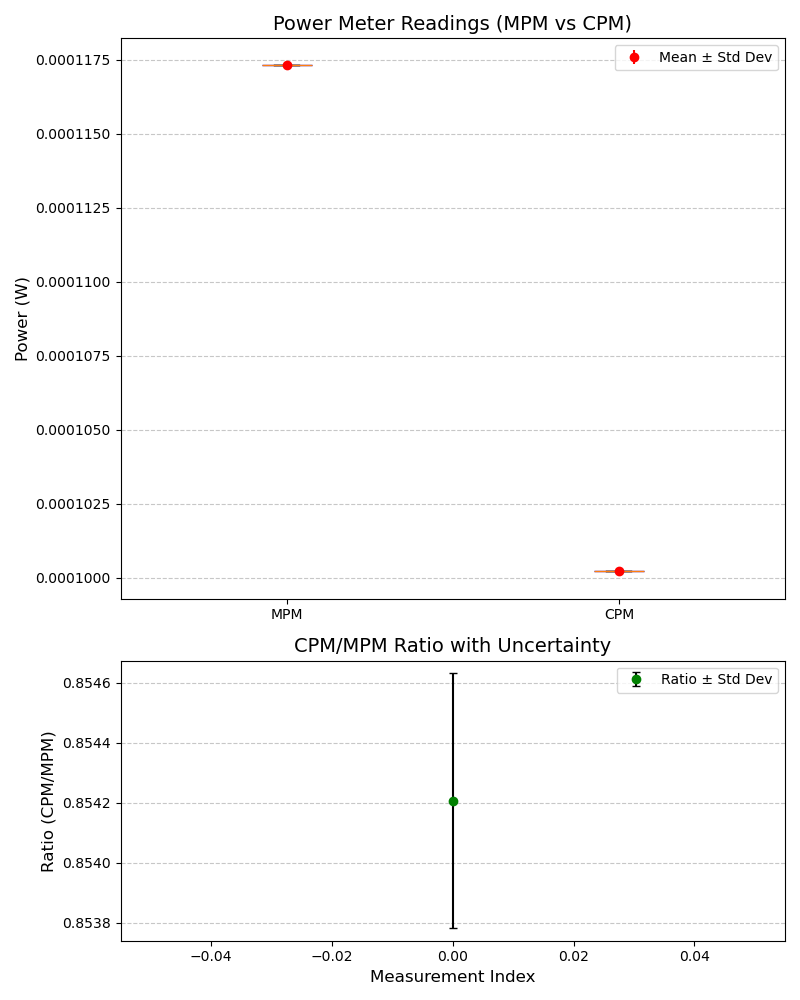 Power Meter Readings (MPM vs CPM)
Mean ± Std Dev
Power (W)
0.0001175
0.0001150
0.0001125
0.0001100
0.0001075
0.0001050
0.0001025
0.0001000
MPM CPM
CPM/MPM Ratio with Uncertainty
Ratio ± Std Dev
Ratio (CPM/MPM)
0.8546
0.8544
0.8542
0.8540
0.8538
−0.04 −0.02 0.00 0.02 0.04
Measurement Index